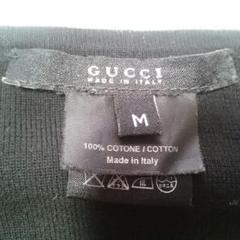 GUCCI
MADE IN ITALY
M
100% COTONE / COTTON
Made in Italy